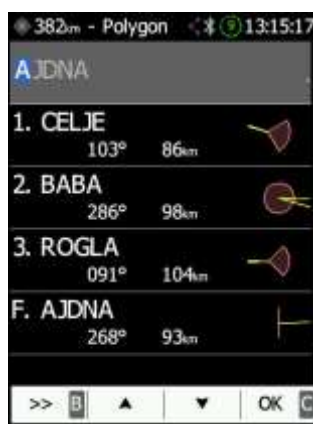 382km - Polygon 9 13:15:17
AJDNA
1. CELJE
103° 86km
2. BABA
286° 98km
3. ROGLA
091° 104km
F. AJDNA
268° 93km
>> B ▲ ▼ OK C